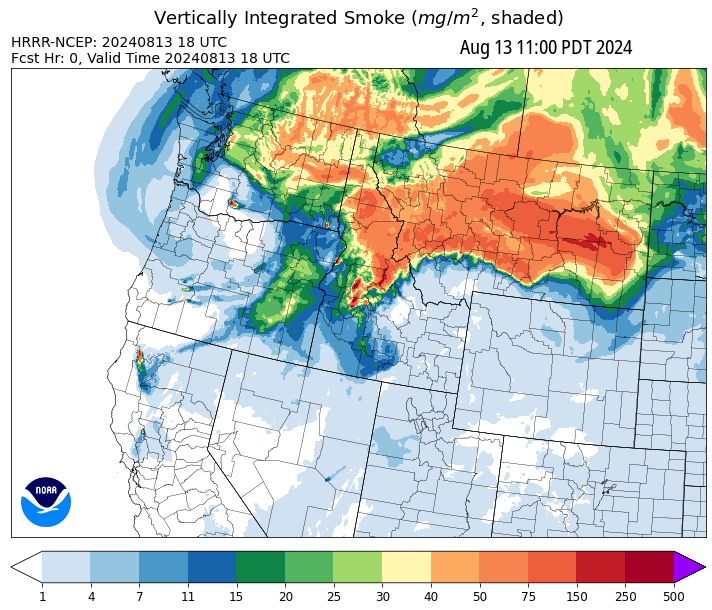 Vertically Integrated Smoke (mg/m², shaded)
HRRR-NCEP: 20240813 18 UTC
Aug 13 11:00 PDT 2024
Fcst Hr: 0, Valid Time 20240813 18 UTC
NOAA
1 4 7 11 15 20 25 30 40 50 75 150 250 500